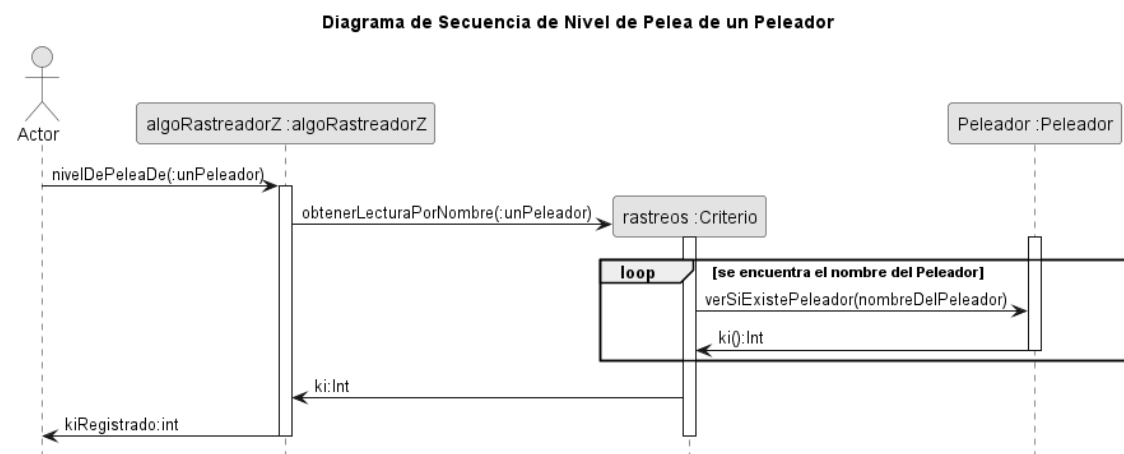 Diagrama de Secuencia de Nivel de Pelea de un Peleador
Actor
algoRastreadorZ :algoRastreadorZ
Peleador :Peleador
nivelDePeleaDe(:unPeleador)
obtenerLecturaPorNombre(:unPeleador)
rastreos :Criterio
loop
[se encuentra el nombre del Peleador]
verSiExistePeleador(nombreDelPeleador)
ki():Int
ki:Int
kiRegistrado:int